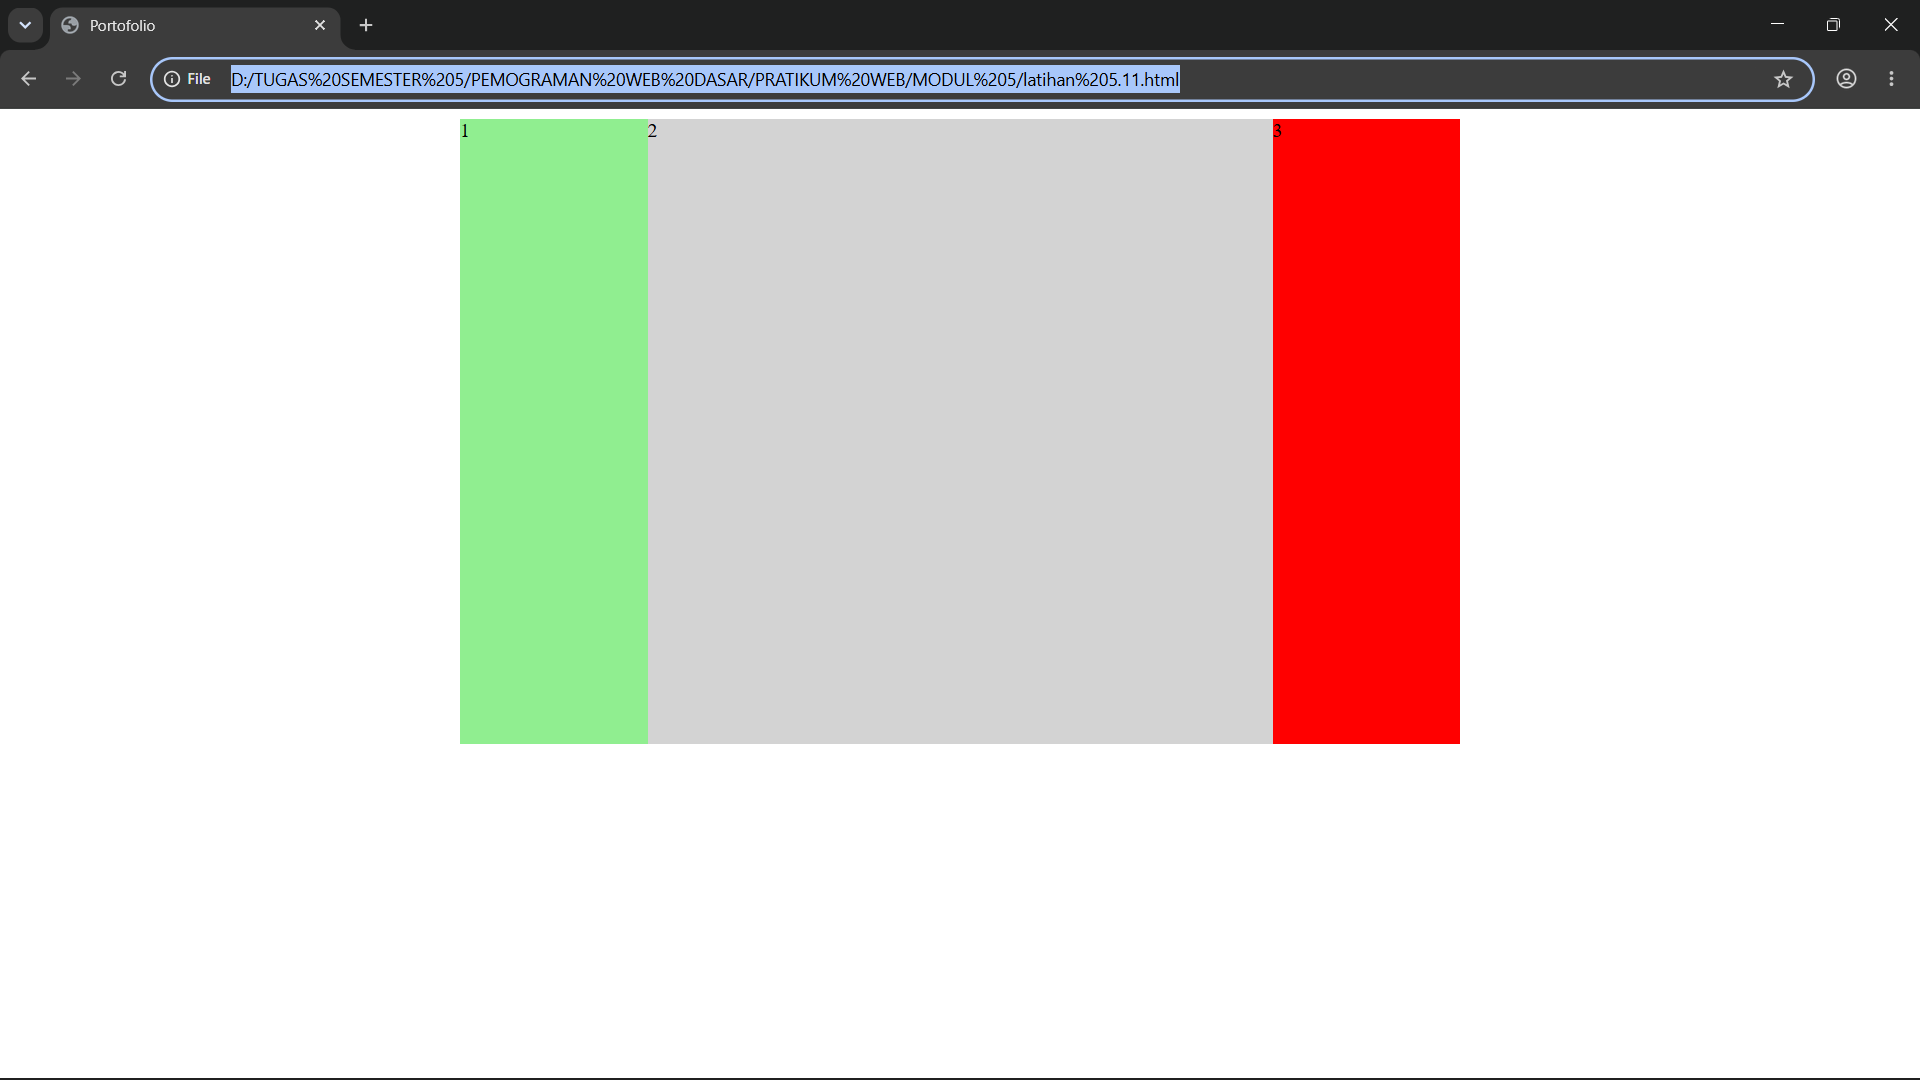 Portofolio
File D:/TUGAS%20SEMESTER%205/PEMOGRAMAN%20WEB%20DASAR/PRATIKUM%20WEB/MODUL%205/latihan%205.11.html
1 2 3